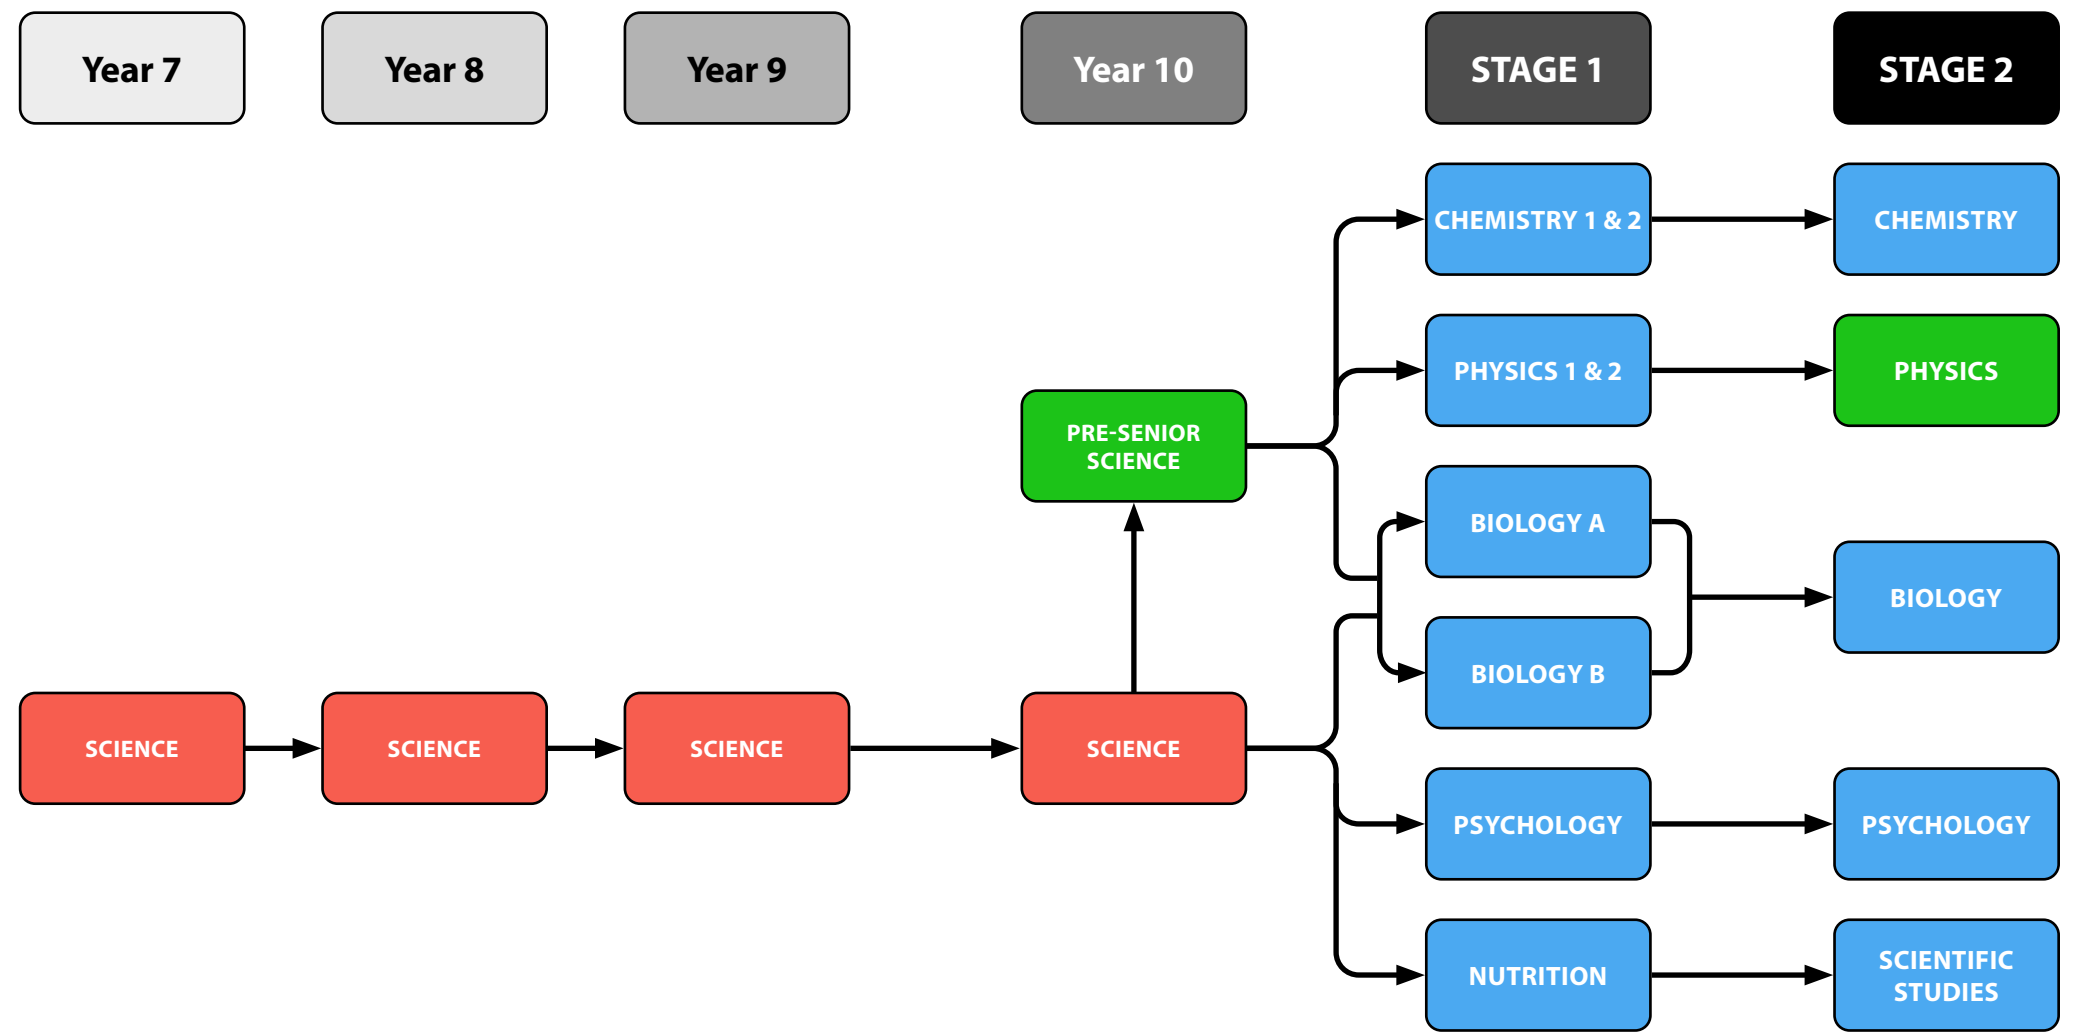 Year 7
Year 8
Year 9
Year 10
STAGE 1
STAGE 2
CHEMISTRY 1 & 2
CHEMISTRY
PHYSICS 1 & 2
PHYSICS
PRE-SENIOR
SCIENCE
BIOLOGY A
BIOLOGY
BIOLOGY B
SCIENCE
SCIENCE
SCIENCE
SCIENCE
PSYCHOLOGY
PSYCHOLOGY
NUTRITION
SCIENTIFIC
STUDIES